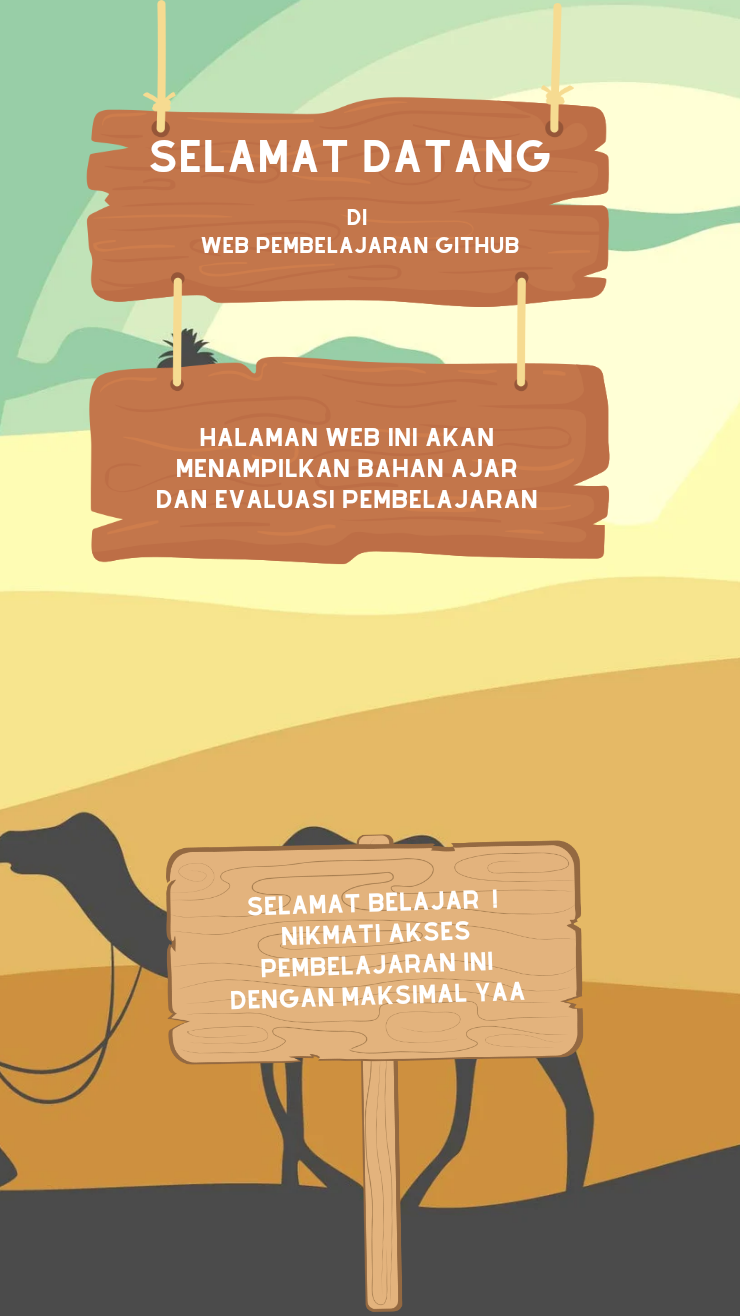 SELAMAT DATANG
DI
WEB PEMBELAJARAN GITHUB
HALAMAN WEB INI AKAN
MENAMPILKAN BAHAN AJAR
DAN EVALUASI PEMBELAJARAN
SELAMAT BELAJAR |
NIKMATI AKSES
PEMBELAJARAN INI
DENGAN MAKSIMAL YAA